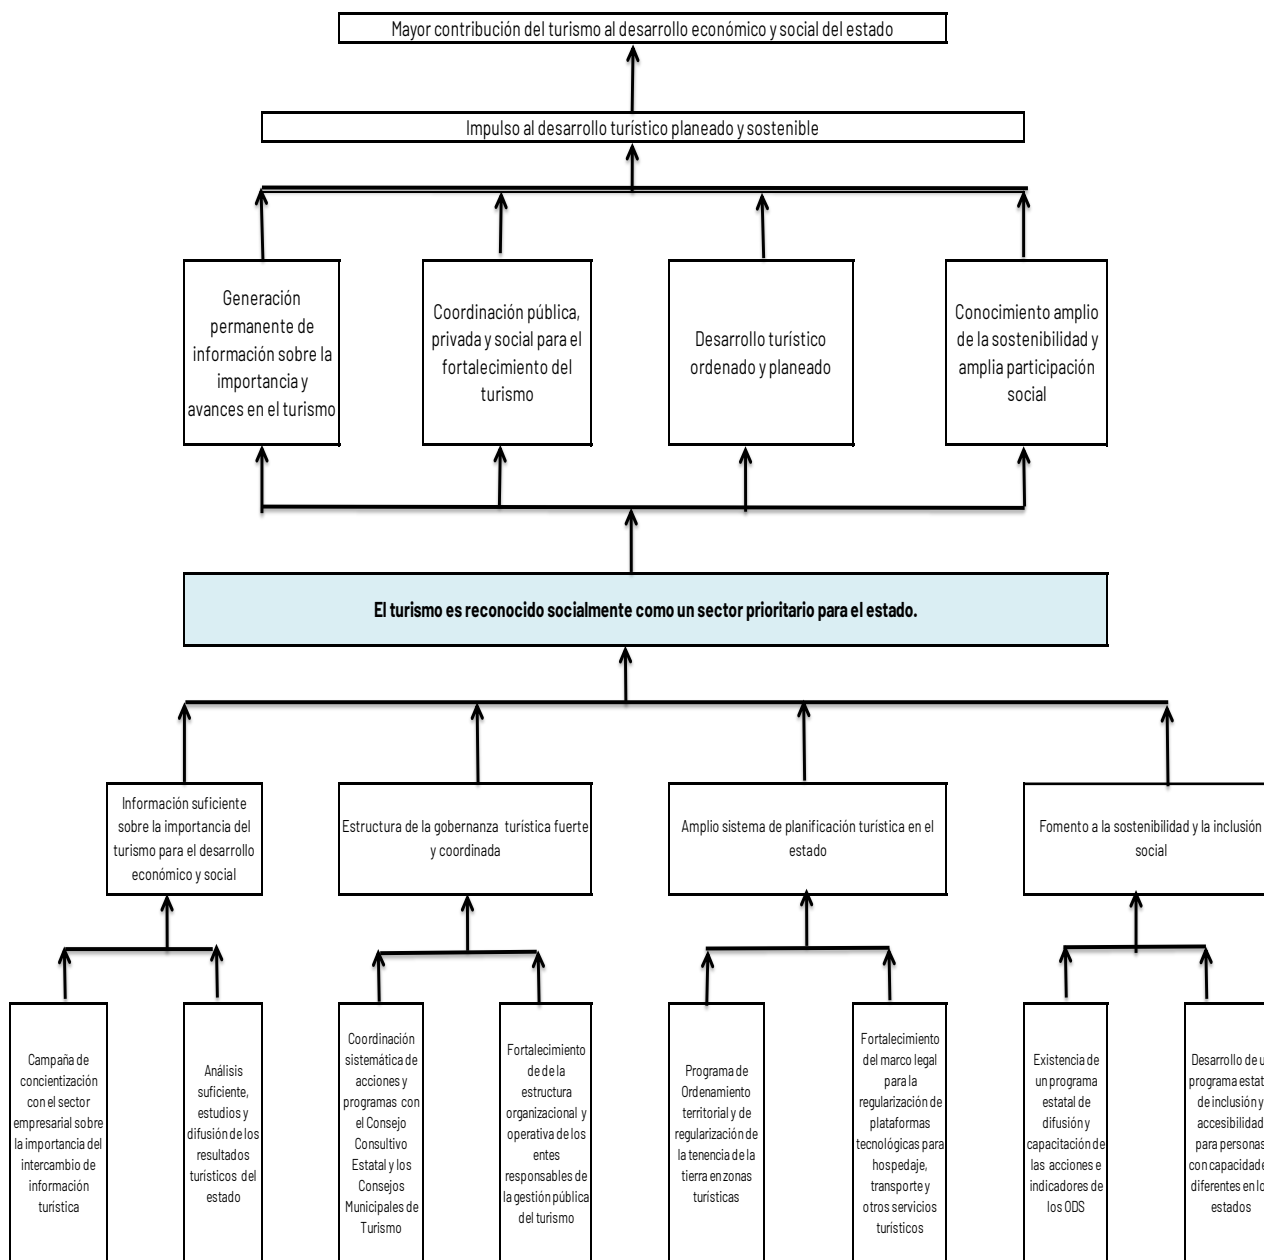 Mayor contribución del turismo al desarrollo económico y social del estado
Impulso al desarrollo turístico planeado y sostenible
Generación
permanente de
información sobre la
importancia y
avances en el turismo
Coordinación pública,
privada y social para el
fortalecimiento del
turismo
Desarrollo turístico
ordenado y planeado
Conocimiento amplio
de la sostenibilidad y
amplia participación
social
El turismo es reconocido socialmente como un sector prioritario para el estado.
Información suficiente
sobre la importancia del
turismo para el desarrollo
económico y social
Estructura de la gobernanza turística fuerte
y coordinada
Amplio sistema de planificación turística en el
estado
Fomento a la sostenibilidad y la inclusión
social
Campaña de
concientización
con el sector
empresarial sobre
la importancia del
intercambio de
información
turística
Análisis
suficiente,
estudios y
difusión de los
resultados
turísticos del
estado
Coordinación
sistemática de
acciones y
programas con
el Consejo
Consultivo
Estatal y los
Consejos
Municipales de
Turismo
Fortalecimiento
de de la
estructura
organizacional y
operativa de los
entes
responsables de
la gestión pública
del turismo
Programa de
Ordenamiento
territorial y de
regularización de
la tenencia de la
tierra en zonas
turísticas
Fortalecimiento
del marco legal
para la
regularización de
plataformas
tecnológicas para
hospedaje,
transporte y
otros servicios
turísticos
Existencia de
un programa
estatal de
difusión y
capacitación de
las acciones e
indicadores de
los ODS
Desarrollo de
programa
de inclusión y
accesibilidad
para personas
con
diferentes en
estados